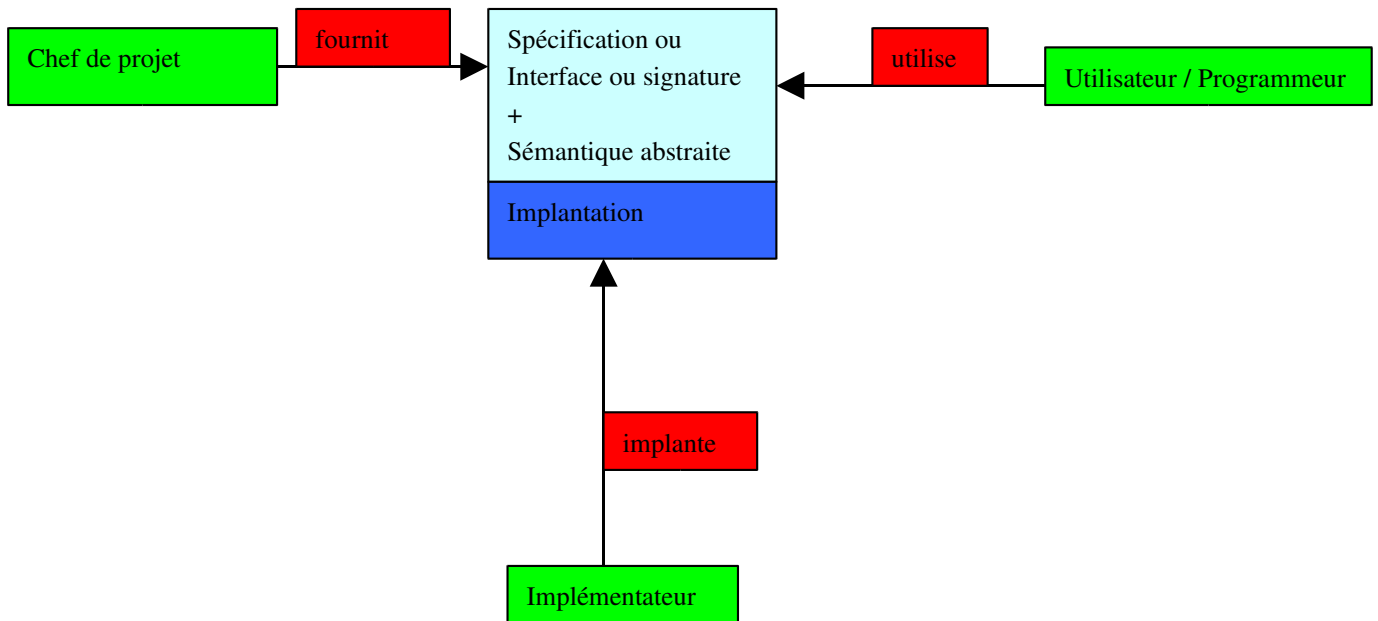 Chef de projet
fournit
Spécification ou
Interface ou signature
+
Sémantique abstraite
utilise
Utilisateur / Programmeur
Implantation
implante
Implémentateur